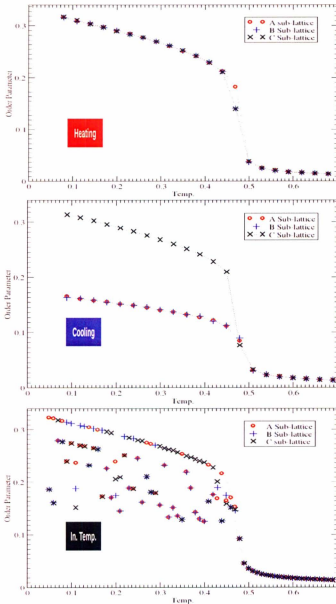 A sub-lattice
B Sub-lattice
C Sub-lattice
0.3
0.2
0.1
0
Order Parameter
Heating
0 0.1 0.2 0.3 0.4 0.5 0.6
Temp.
A Sub-lattice
B Sub-lattice
C Sub-lattice
0.3
0.2
0.1
0
Order Parameter
Cooling
0 0.1 0.2 0.3 0.4 0.5 0.6
Temp.
A Sub-lattice
B Sub-lattice
C sub-lattice
0.3
0.2
0.1
0
Order Parameter
In. Temp.
0 0.1 0.2 0.3 0.4 0.5 0.6
Temp.